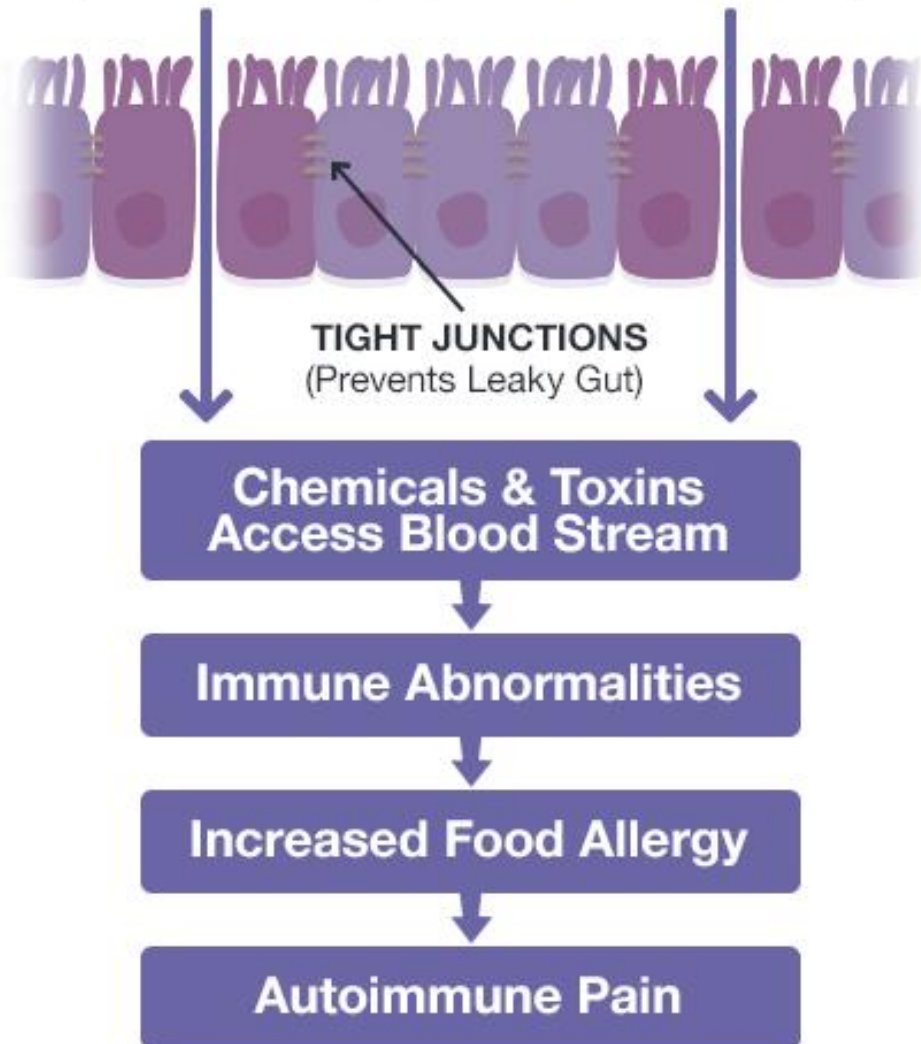 TIGHT JUNCTIONS
(Prevents Leaky Gut)
Chemicals & Toxins
Access Blood Stream
Immune Abnormalities
Increased Food Allergy
Autoimmune Pain